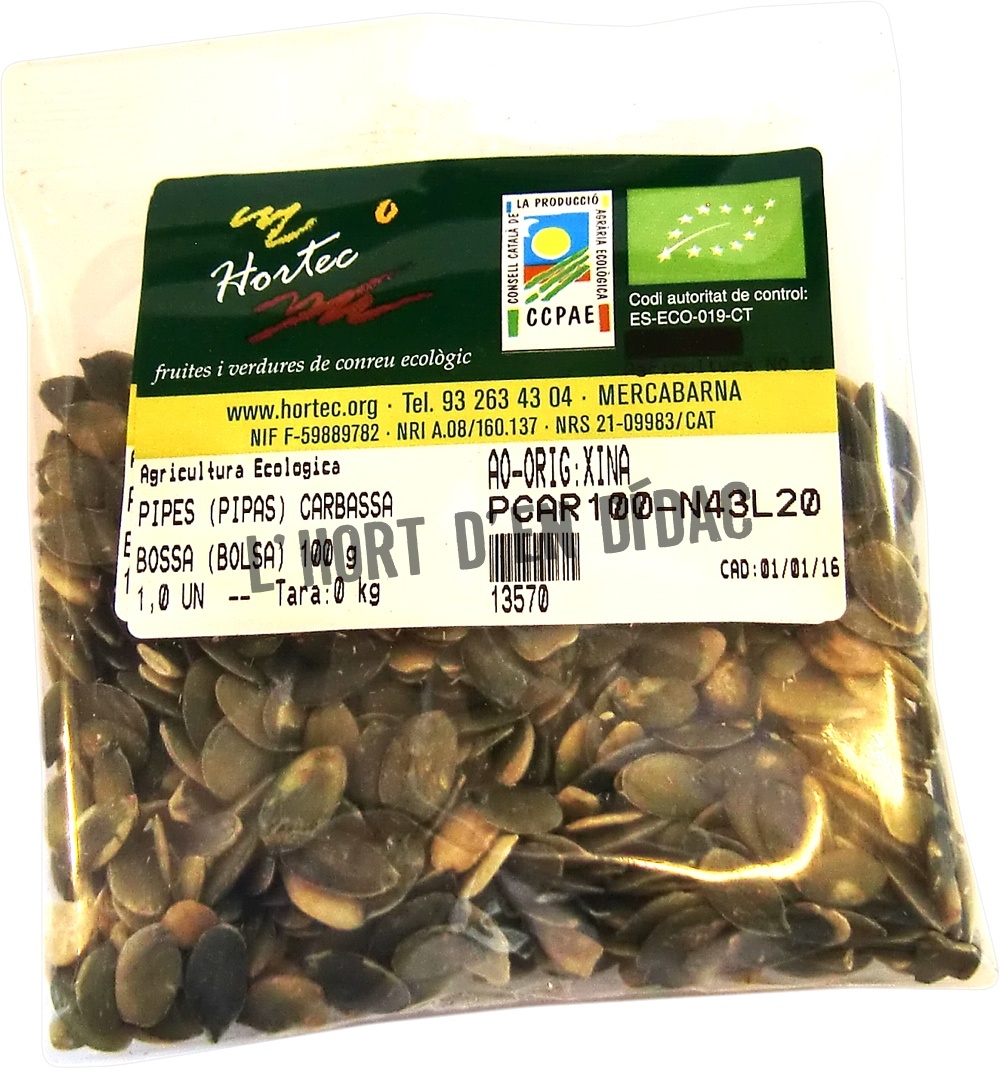 Hortec
fruites i verdures de conreu ecològic
LA PRODUCCIÓ
CONSELL CATALÀ DE
AGRÀRIA ECOLÒGICA
CCPAE
Codi autoritat de control:
ES-ECO-019-CT
www.hortec.org · Tel. 93 263 43 04 · MERCABARNA
NIF F-59889782 · NRI A.08/160.137 · NRS 21-09983/CAT
Agricultura Ecologica
AO-ORIG:XINA
PIPES (PIPAS) CARBASSA
PCAR100-N43L20
BOSSA (BOLSA) 100 g
L'HORT D'EN DÍDAC
CAD:01/01/16
1,0 UN -- Tara:0 kg
13570